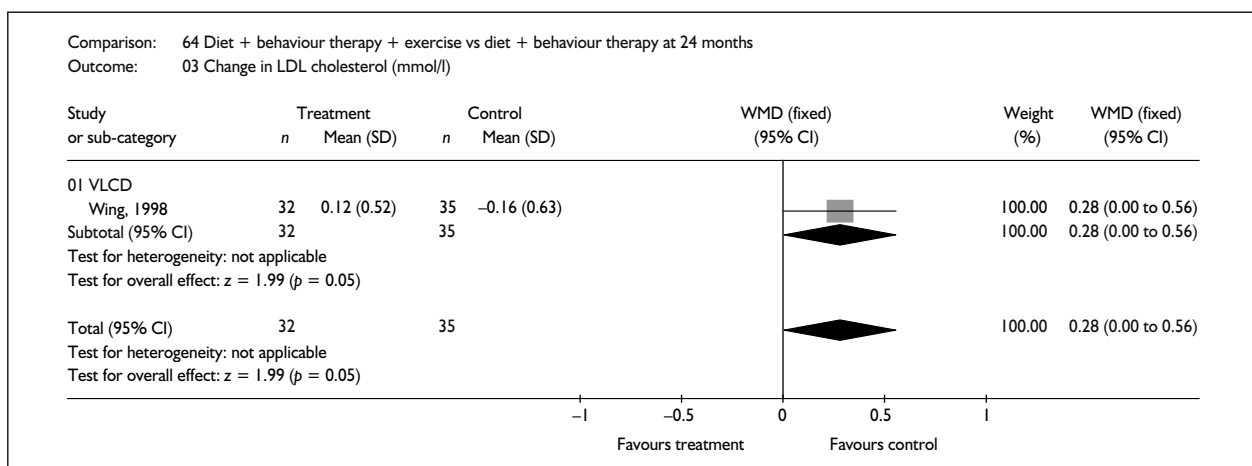 Comparison: 64 Diet + behaviour therapy + exercise vs diet + behaviour therapy at 24 months
Outcome: 03 Change in LDL cholesterol (mmol/l)
Study Treatment Control WMD (fixed) Weight WMD (fixed)
or sub-category n Mean (SD) n Mean (SD) (95% CI) (%) (95% CI)
01 VLCD
Wing, 1998 32 0.12 (0.52) 35 –0.16 (0.63) 100.00 0.28 (0.00 to 0.56)
Subtotal (95% CI) 32 35 100.00 0.28 (0.00 to 0.56)
Test for heterogeneity: not applicable
Test for overall effect: z = 1.99 (p = 0.05)
Total (95% CI) 32 35 100.00 0.28 (0.00 to 0.56)
Test for heterogeneity: not applicable
Test for overall effect: z = 1.99 (p = 0.05)
–1 –0.5 0 0.5 1
Favours treatment Favours control